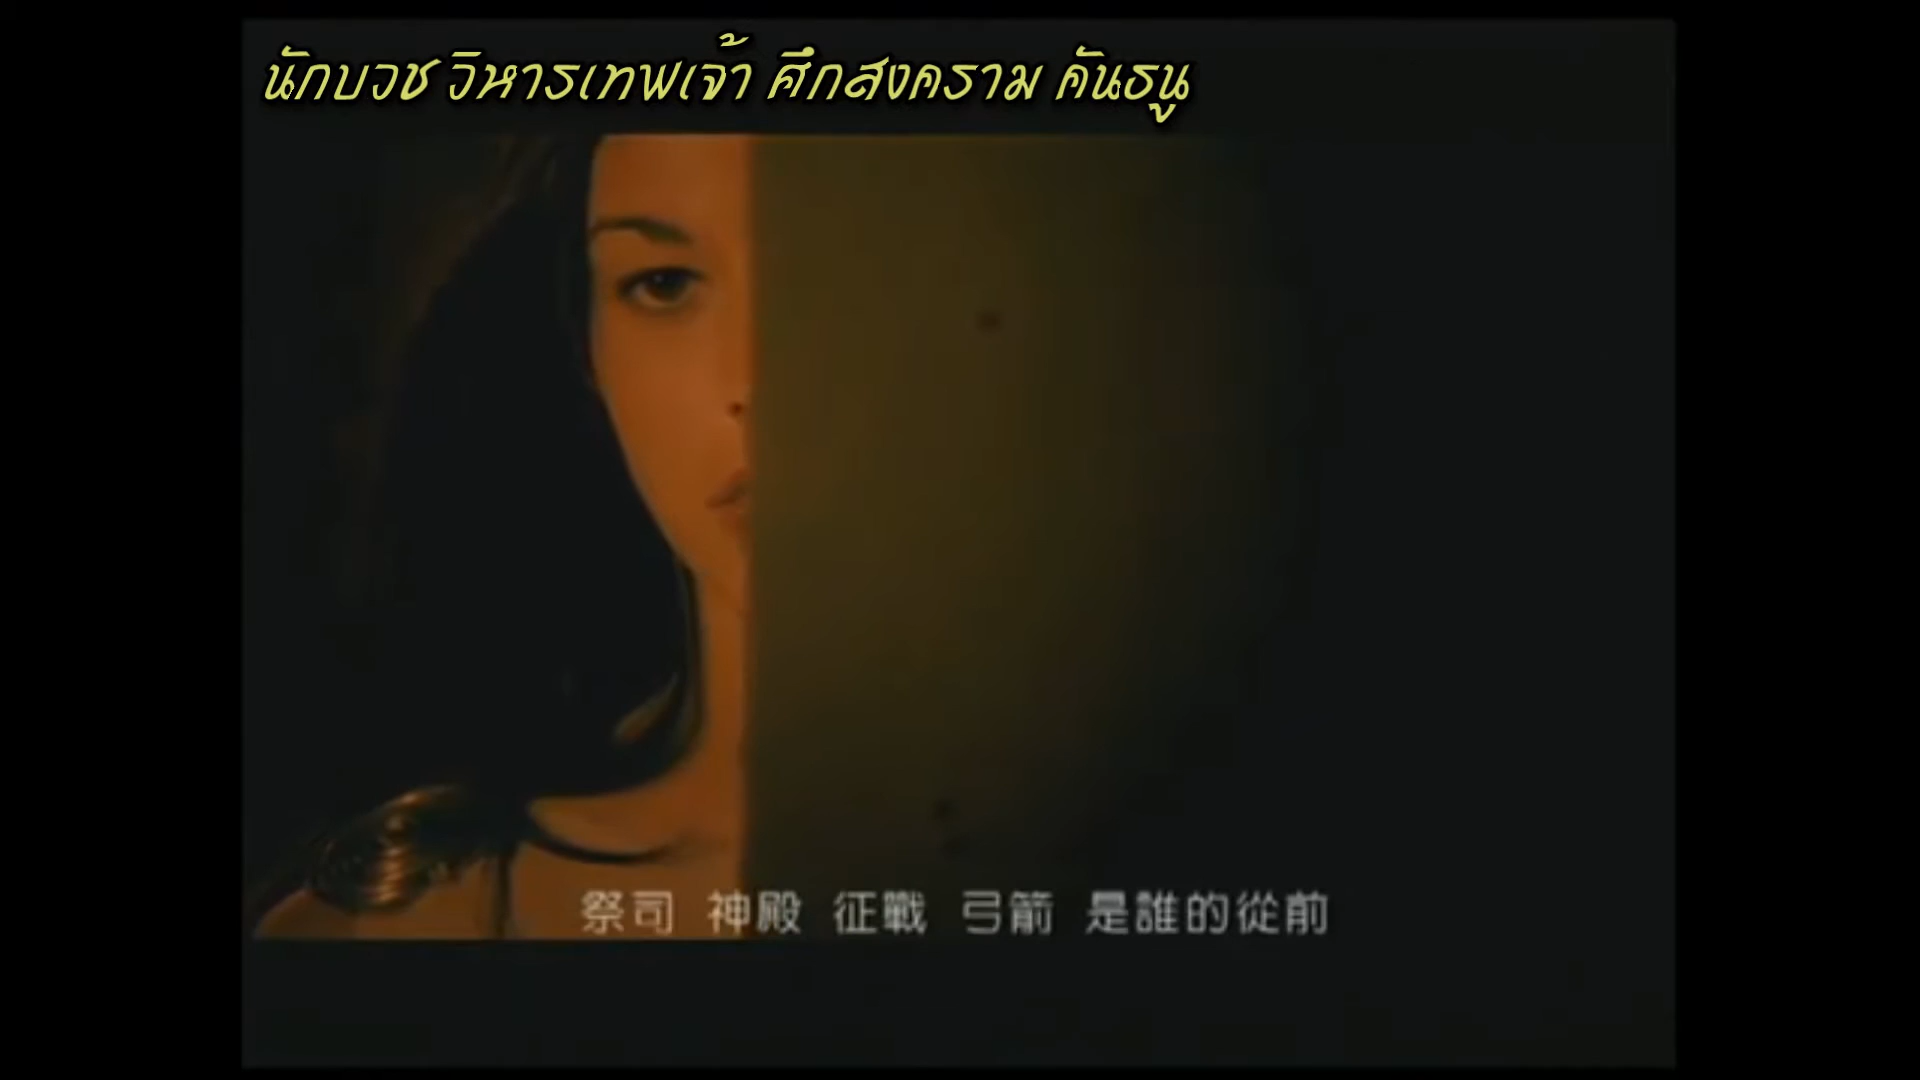 นักบวช วิหารเทพเจ้า ศึกสงคราม คันธนู
祭司 神殿 征戰 弓箭 是誰的從前